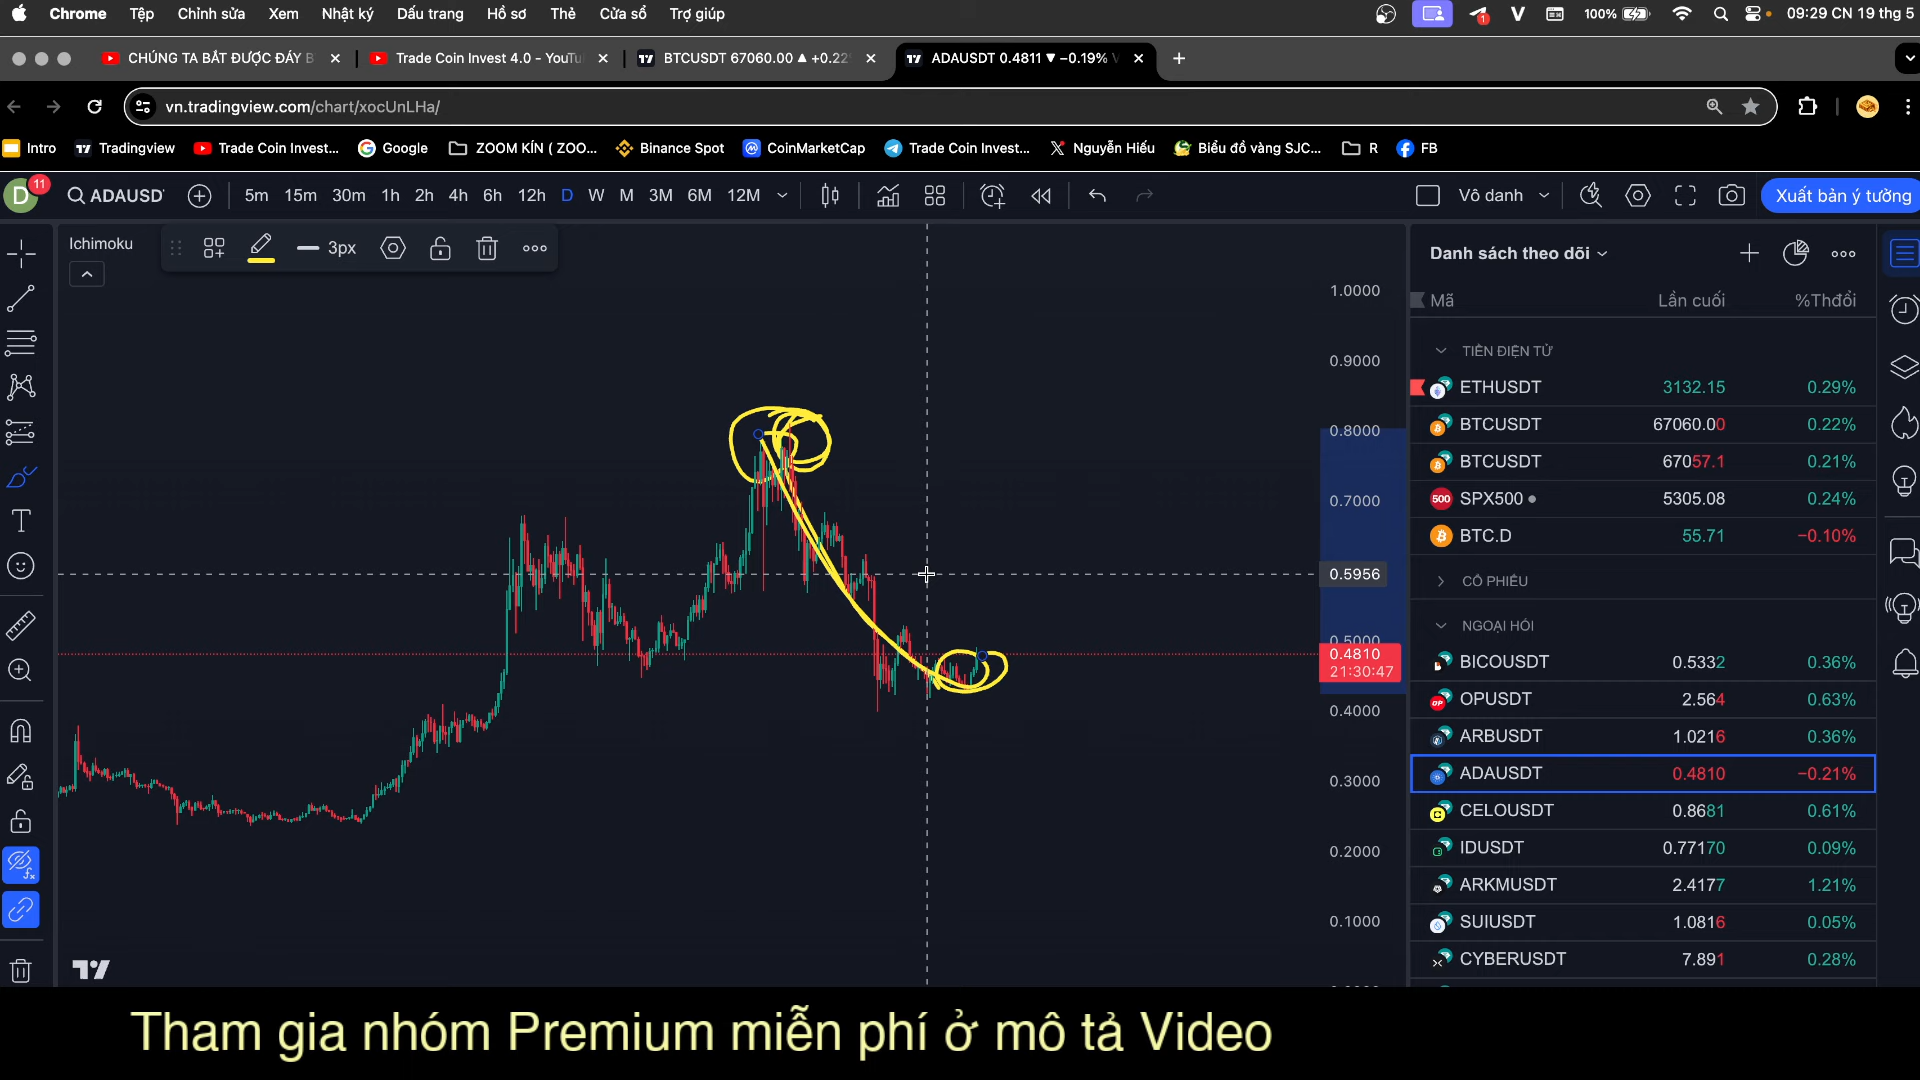 Chrome Tệp Chỉnh sửa Xem Nhật ký Dấu trang Hồ sơ Thẻ Cửa sổ Trợ giúp 1 V 100% 09:29 CN 19 thg 5
CHÚNG TA BẮT ĐƯỢC ĐÁY B Trade Coin Invest 4.0 - YouTu BTCUSDT 67060.00 ▲ +0.22 ADAUSDT 0.4811 ▼ −0.19% V
vn.tradingview.com/chart/xocUnLHa/
Intro Tradingview Trade Coin Invest... Google ZOOM KÍN ( ZOO... Binance Spot CoinMarketCap Trade Coin Invest... Nguyễn Hiếu Biểu đồ vàng SJC... R FB
D 11 ADAUSD 5m 15m 30m 1h 2h 4h 6h 12h D W M 3M 6M 12M Vô danh Xuất bản ý tưởng
Ichimoku 3px
Danh sách theo dõi
Mã Lần cuối %Thđổi
TIỀN ĐIỆN TỬ
ETHUSDT 3132.15 0.29%
BTCUSDT 67060.00 0.22%
BTCUSDT 67057.1 0.21%
500 SPX500 5305.08 0.24%
BTC.D 55.71 −0.10%
CỔ PHIẾU
NGOẠI HỐI
BICOUSDT 0.5332 0.36%
OP OPUSDT 2.564 0.63%
ARBUSDT 1.0216 0.36%
ADAUSDT 0.4810 −0.21%
CELOUSDT 0.8681 0.61%
IDUSDT 0.77170 0.09%
ARKMUSDT 2.4177 1.21%
SUIUSDT 1.0816 0.05%
CYBERUSDT 7.891 0.28%
1.0000
0.9000
0.8000
0.7000
0.5956
0.5000
0.4810
21:30:47
0.4000
0.3000
0.2000
0.1000
Tham gia nhóm Premium miễn phí ở mô tả Video